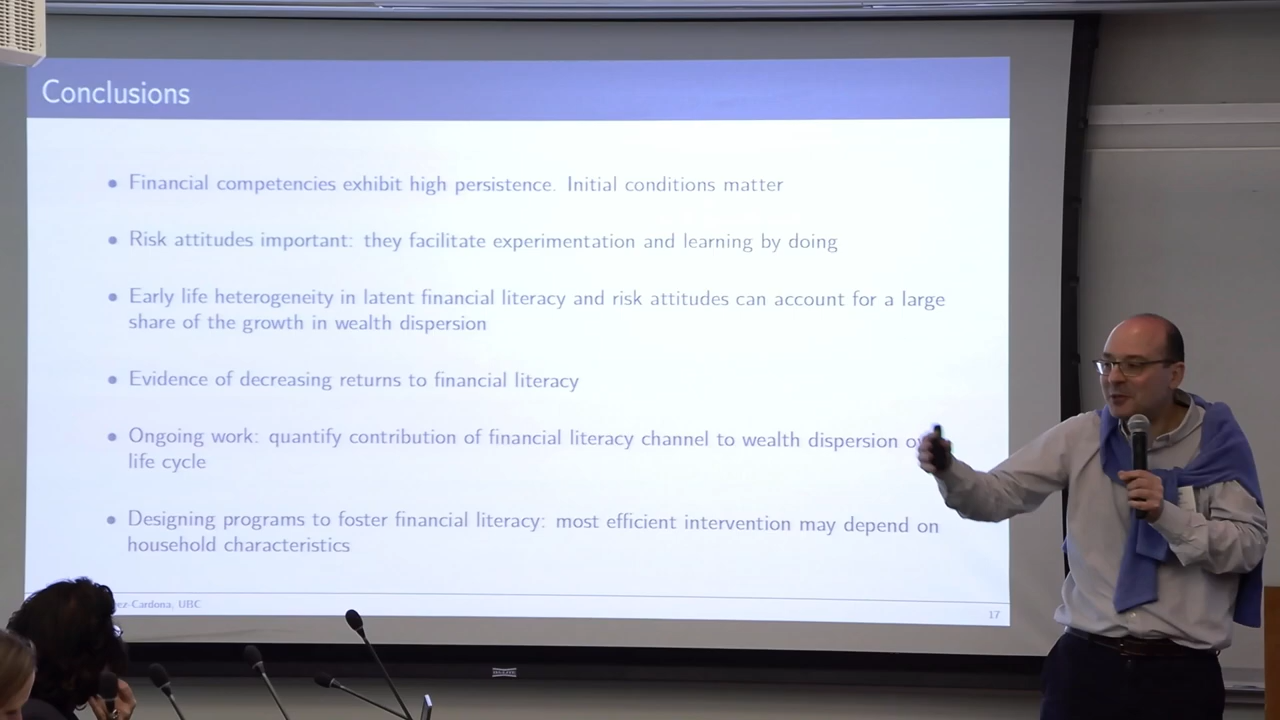 Conclusions
• Financial competencies exhibit high persistence. Initial conditions matter
• Risk attitudes important: they facilitate experimentation and learning by doing
• Early life heterogeneity in latent financial literacy and risk attitudes can account for a large
share of the growth in wealth dispersion
• Evidence of decreasing returns to financial literacy
• Ongoing work: quantify contribution of financial literacy channel to wealth dispersion
life cycle
• Designing programs to foster financial literacy: most efficient intervention may depend on
household characteristics
ez-Cardona, UBC
17